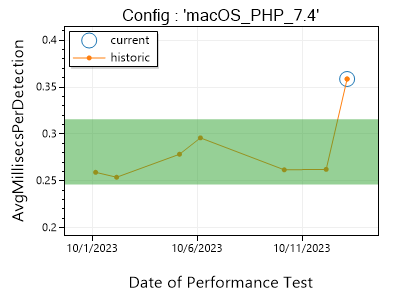 Config : 'macOS_PHP_7.4'
current
historic
AvgMillisecsPerDetection
0.4
0.35
0.3
0.25
0.2
10/1/2023
10/6/2023
10/11/2023
Date of Performance Test